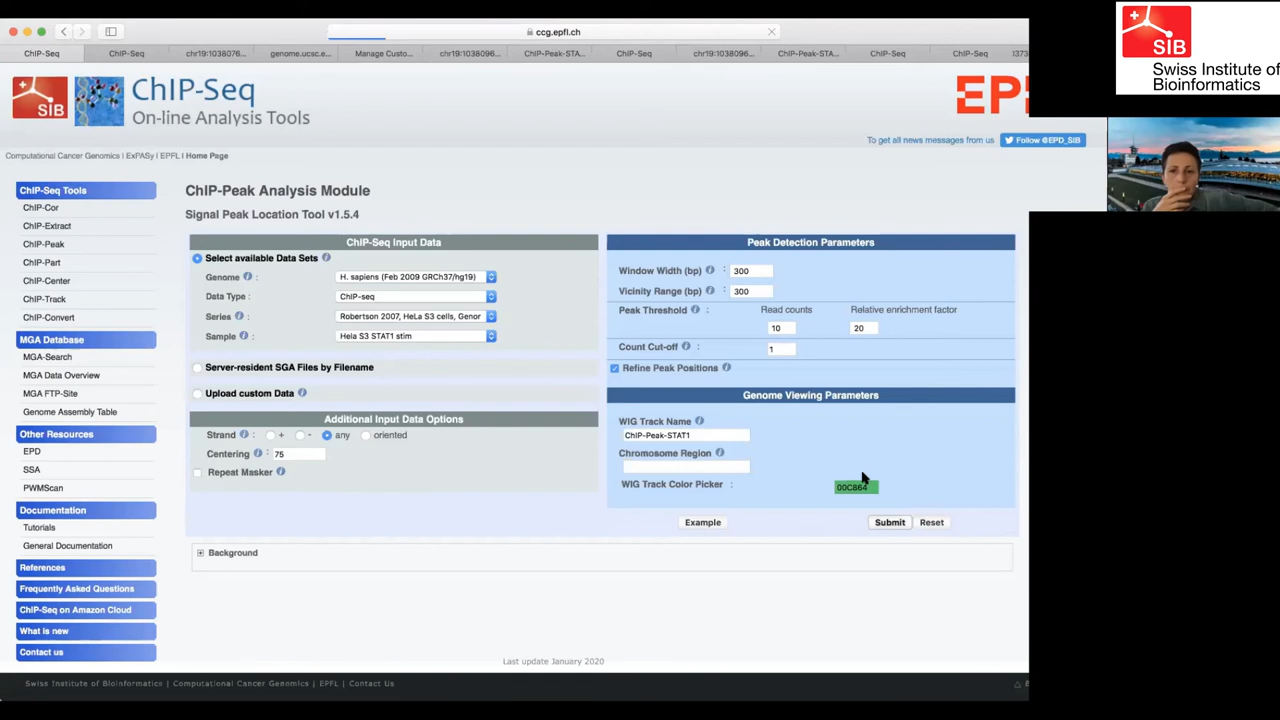 ccg.epfl.ch
ChIP-Seq
ChIP-Seq
chr19:1038076...
genome.ucsc.e...
Manage Custo...
chr19:1038096...
ChIP-Peak-STA...
ChIP-Seq
chr19:1038096...
ChIP-Peak-STA...
ChIP-Seq
ChIP-Seq
1373
SIB
Swiss Institute of
Bioinformatics
SIB
ChIP-Seq
On-line Analysis Tools
EPF
To get all news messages from us
Follow @EPD_SIB
Computational Cancer Genomics | ExPASy | EPFL | Home Page
ChIP-Seq Tools
ChIP-Cor
ChIP-Extract
ChIP-Peak
ChIP-Part
ChIP-Center
ChIP-Track
ChIP-Convert
MGA Database
MGA-Search
MGA Data Overview
MGA FTP-Site
Genome Assembly Table
Other Resources
EPD
SSA
PWMScan
Documentation
Tutorials
General Documentation
References
Frequently Asked Questions
ChIP-Seq on Amazon Cloud
What is new
Contact us
ChIP-Peak Analysis Module
Signal Peak Location Tool v1.5.4
ChIP-Seq Input Data
Select available Data Sets
Genome : H. sapiens (Feb 2009 GRCh37/hg19)
Data Type : ChIP-seq
Series : Robertson 2007, HeLa S3 cells, Genor
Sample : Hela S3 STAT1 stim
Server-resident SGA Files by Filename
Upload custom Data
Additional Input Data Options
Strand : + - any oriented
Centering : 75
Repeat Masker
Peak Detection Parameters
Window Width (bp) : 300
Vicinity Range (bp) : 300
Peak Threshold : Read counts Relative enrichment factor
10 20
Count Cut-off : 1
Refine Peak Positions
Genome Viewing Parameters
WIG Track Name
ChIP-Peak-STAT1
Chromosome Region
WIG Track Color Picker : 00C864
Example Submit Reset
Background
Last update January 2020
Swiss Institute of Bioinformatics | Computational Cancer Genomics | EPFL | Contact Us